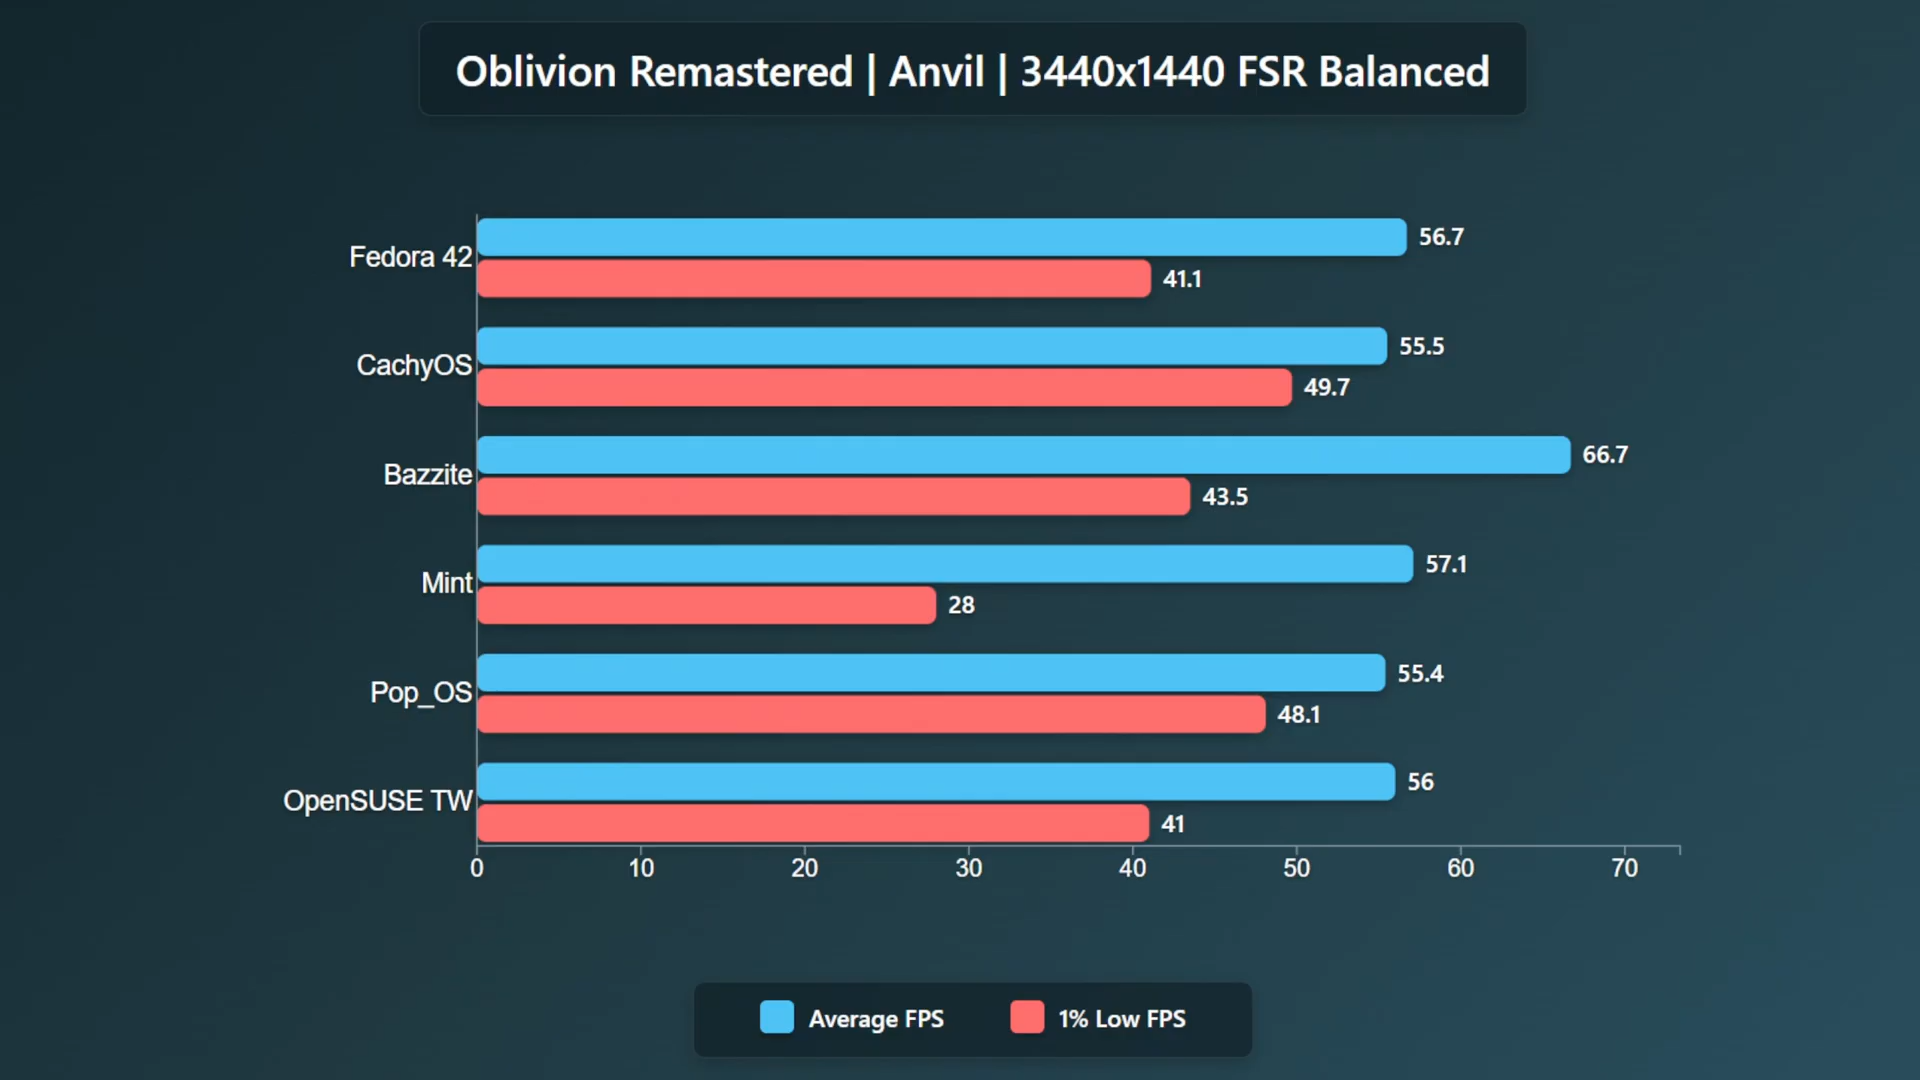 Oblivion Remastered | Anvil | 3440x1440 FSR Balanced
Fedora 42
56.7
41.1
CachyOS
55.5
49.7
Bazzite
66.7
43.5
Mint
57.1
28
Pop_OS
55.4
48.1
OpenSUSE TW
56
41
0 10 20 30 40 50 60 70
Average FPS 1% Low FPS